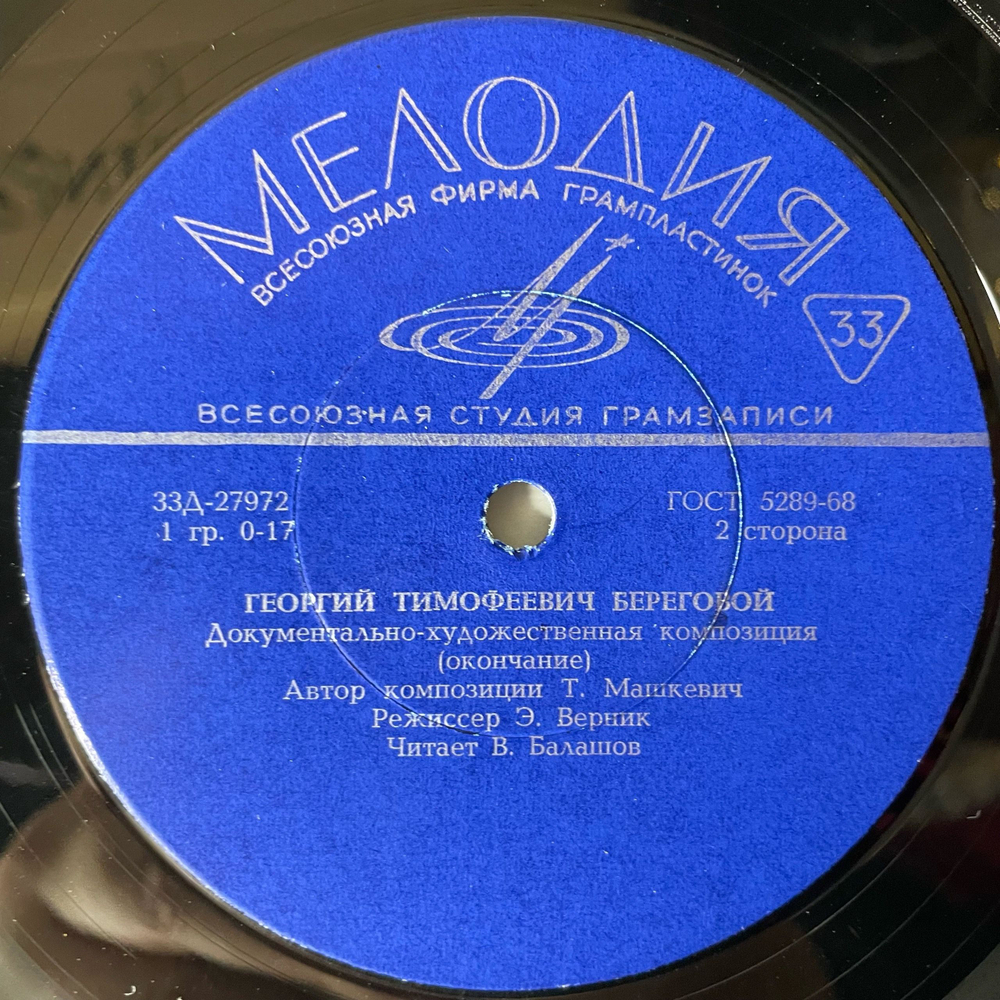 МЕЛОДИЯ
ВСЕСОЮЗНАЯ ФИРМА ГРАМПЛАСТИНОК
33
ВСЕСОЮЗНАЯ СТУДИЯ ГРАМЗАПИСИ
33Д-27972 ГОСТ 5289-68
1 гр. 0-17 2 сторона
ГЕОРГИЙ ТИМОФЕЕВИЧ БЕРЕГОВОЙ
Документально-художественная композиция
(окончание)
Автор композиции Т. Машкевич
Режиссер Э. Верник
Читает В. Балашов